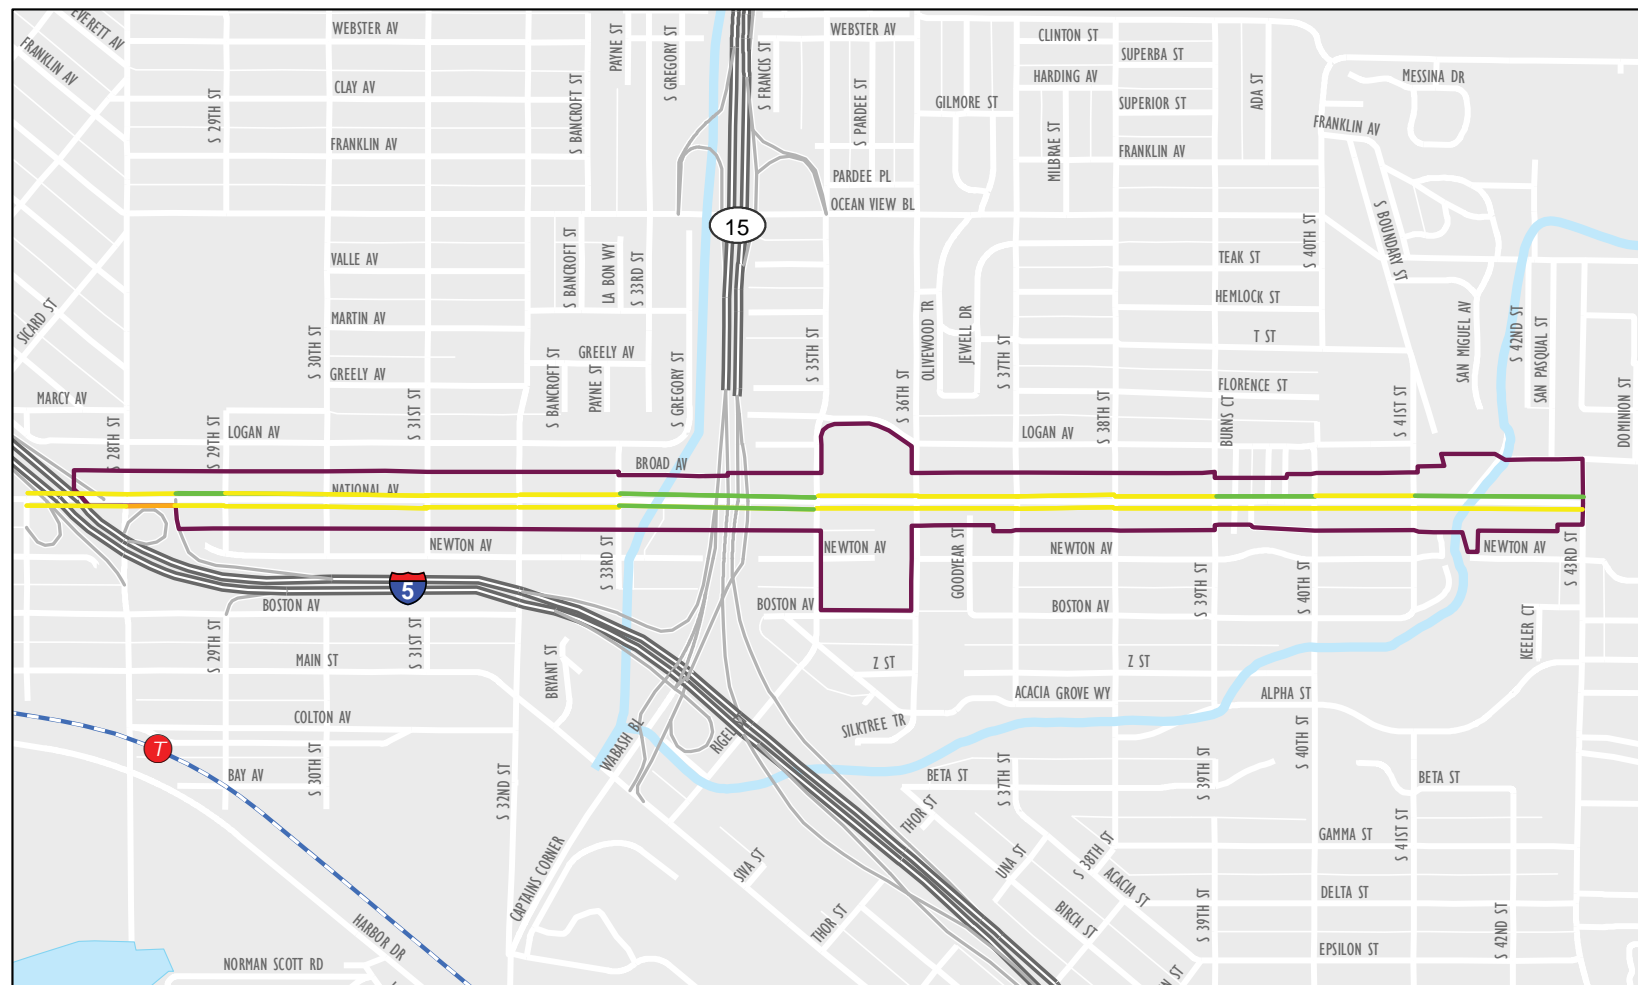 EVERETT AV
FRANKLIN AV
WEBSTER AV
PAYNE ST
S GREGORY ST
S FRANCIS ST
WEBSTER AV
CLINTON ST
SUPERBA ST
MESSINA DR
CLAY AV
S 29TH ST
S BANCROFT ST
S PARDEE ST
GILMORE ST
HARDING AV
SUPERIOR ST
ADA ST
FRANKLIN AV
FRANKLIN AV
MILBRAE ST
FRANKLIN AV
PARDEE PL
OCEAN VIEW BL
15
S BOUNDARY ST
S 40TH ST
VALLE AV
S BANCROFT ST
LA BON WY
S 33RD ST
TEAK ST
HEMLOCK ST
SICARD ST
MARTIN AV
S 30TH ST
GREELY AV
S 35TH ST
OLIVEWOOD TR
JEWELL DR
S 37TH ST
T ST
SAN MIGUEL AV
S 42ND ST
SAN PASQUAL ST
GREELY AV
MARCY AV
S 31ST ST
S BANCROFT ST
PAYNE ST
S GREGORY ST
S 36TH ST
FLORENCE ST
S 38TH ST
BURNS CT
S 41ST ST
DOMINION ST
S 28TH ST
S 29TH ST
LOGAN AV
LOGAN AV
BROAD AV
NATIONAL AV
NEWTON AV
S 33RD ST
NEWTON AV
GOODYEAR ST
NEWTON AV
NEWTON AV
S 43RD ST
5
BOSTON AV
BOSTON AV
BOSTON AV
S 39TH ST
S 40TH ST
KEELER CT
S 29TH ST
S 31ST ST
MAIN ST
BRYANT ST
Z ST
Z ST
ACACIA GROVE WY
ALPHA ST
COLTON AV
T
WABASH BL
RIGEL ST
SILKTREE TR
S 40TH ST
BAY AV
S 30TH ST
S 32ND ST
BETA ST
S 37TH ST
S 39TH ST
BETA ST
THOR ST
S 41ST ST
GAMMA ST
CAPTAINS CORNER
SIVA ST
UNA ST
S 38TH ST
ACACIA ST
DELTA ST
HARBOR DR
THOR ST
BIRCH ST
S 39TH ST
S 42ND ST
EPSILON ST
NORMAN SCOTT RD